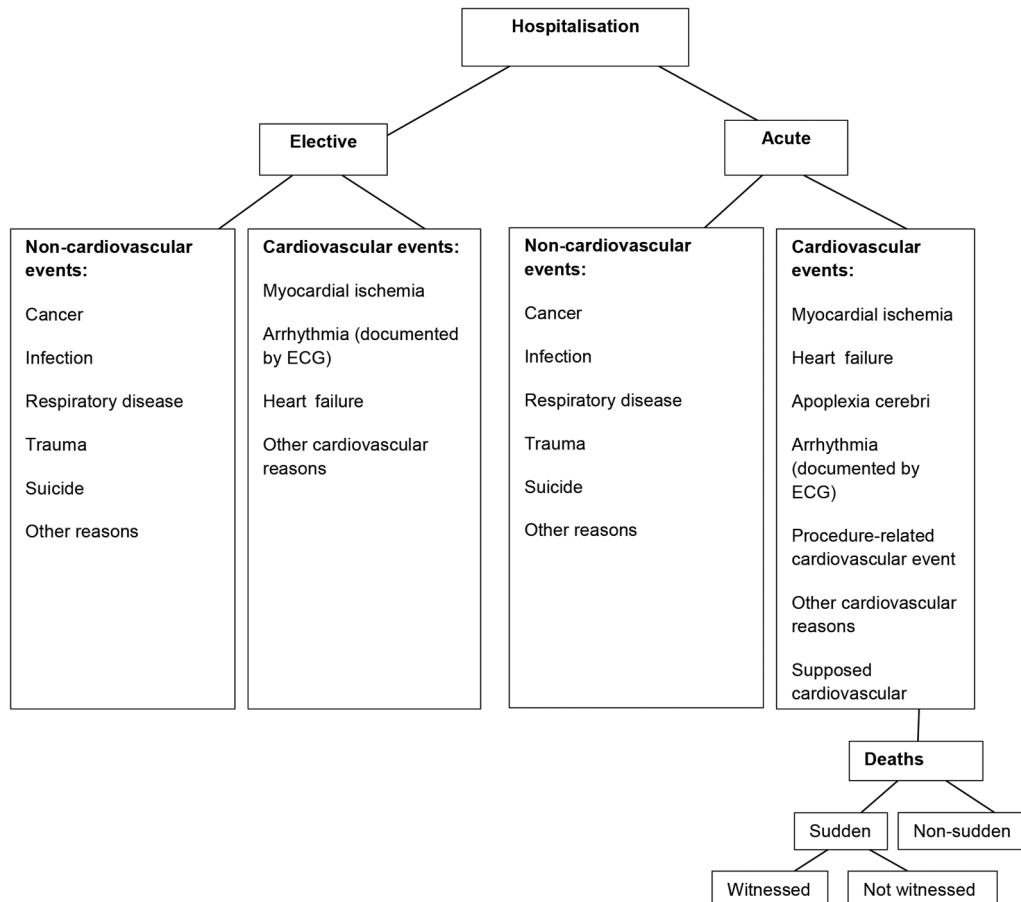 Hospitalisation
Elective
Acute
Non-cardiovascular
events:
Cancer
Infection
Respiratory disease
Trauma
Suicide
Other reasons
Cardiovascular events:
Myocardial ischemia
Arrhythmia (documented
by ECG)
Heart failure
Other cardiovascular
reasons
Non-cardiovascular
events:
Cancer
Infection
Respiratory disease
Trauma
Suicide
Other reasons
Cardiovascular
events:
Myocardial ischemia
Heart failure
Apoplexia cerebri
Arrhythmia
(documented by
ECG)
Procedure-related
cardiovascular event
Other cardiovascular
reasons
Supposed
cardiovascular
Deaths
Sudden
Non-sudden
Witnessed
Not witnessed